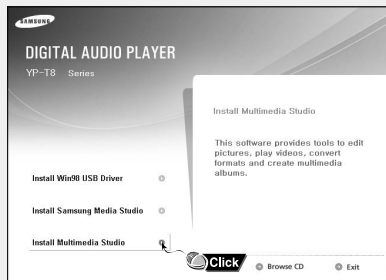 SAMSUNG
DIGITAL AUDIO PLAYER
YP-T8 Series
Install Multimedia Studio
This software provides tools to edit
pictures, play videos, convert
formats and create multimedia
albums.
Install Win98 USB Driver
Install Samsung Media Studio
Install Multimedia Studio
Click
Browse CD
Exit